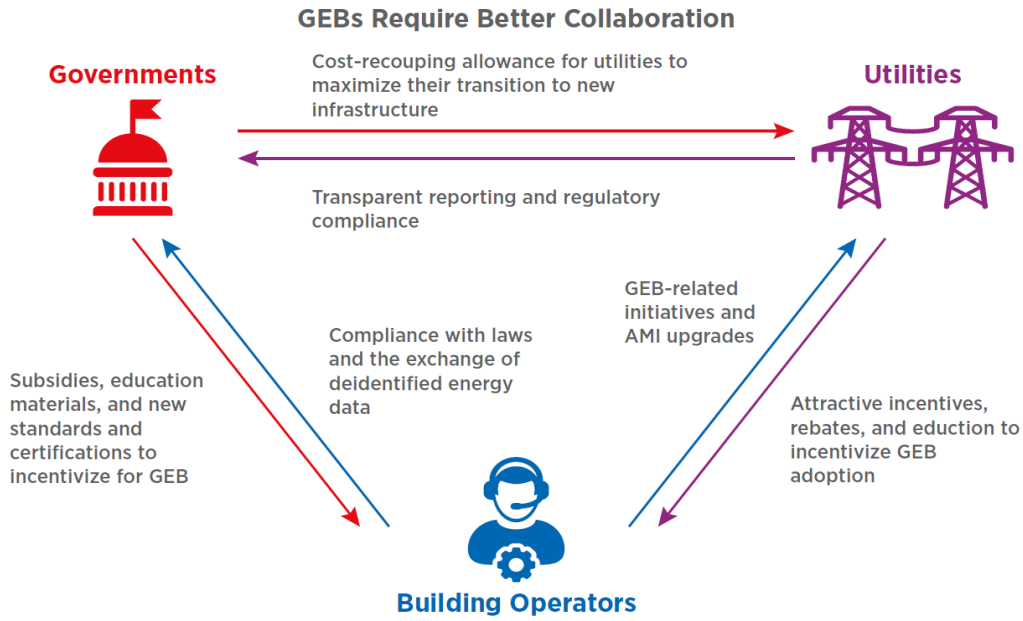 GEBs Require Better Collaboration
Governments
Cost-recouping allowance for utilities to
maximize their transition to new
infrastructure
Utilities
Transparent reporting and regulatory
compliance
GEB-related
initiatives and
AMI upgrades
Compliance with laws
and the exchange of
deidentified energy
data
Subsidies, education
materials, and new
standards and
certifications to
incentivize for GEB
Attractive incentives,
rebates, and eduction to
incentivize GEB
adoption
Building Operators